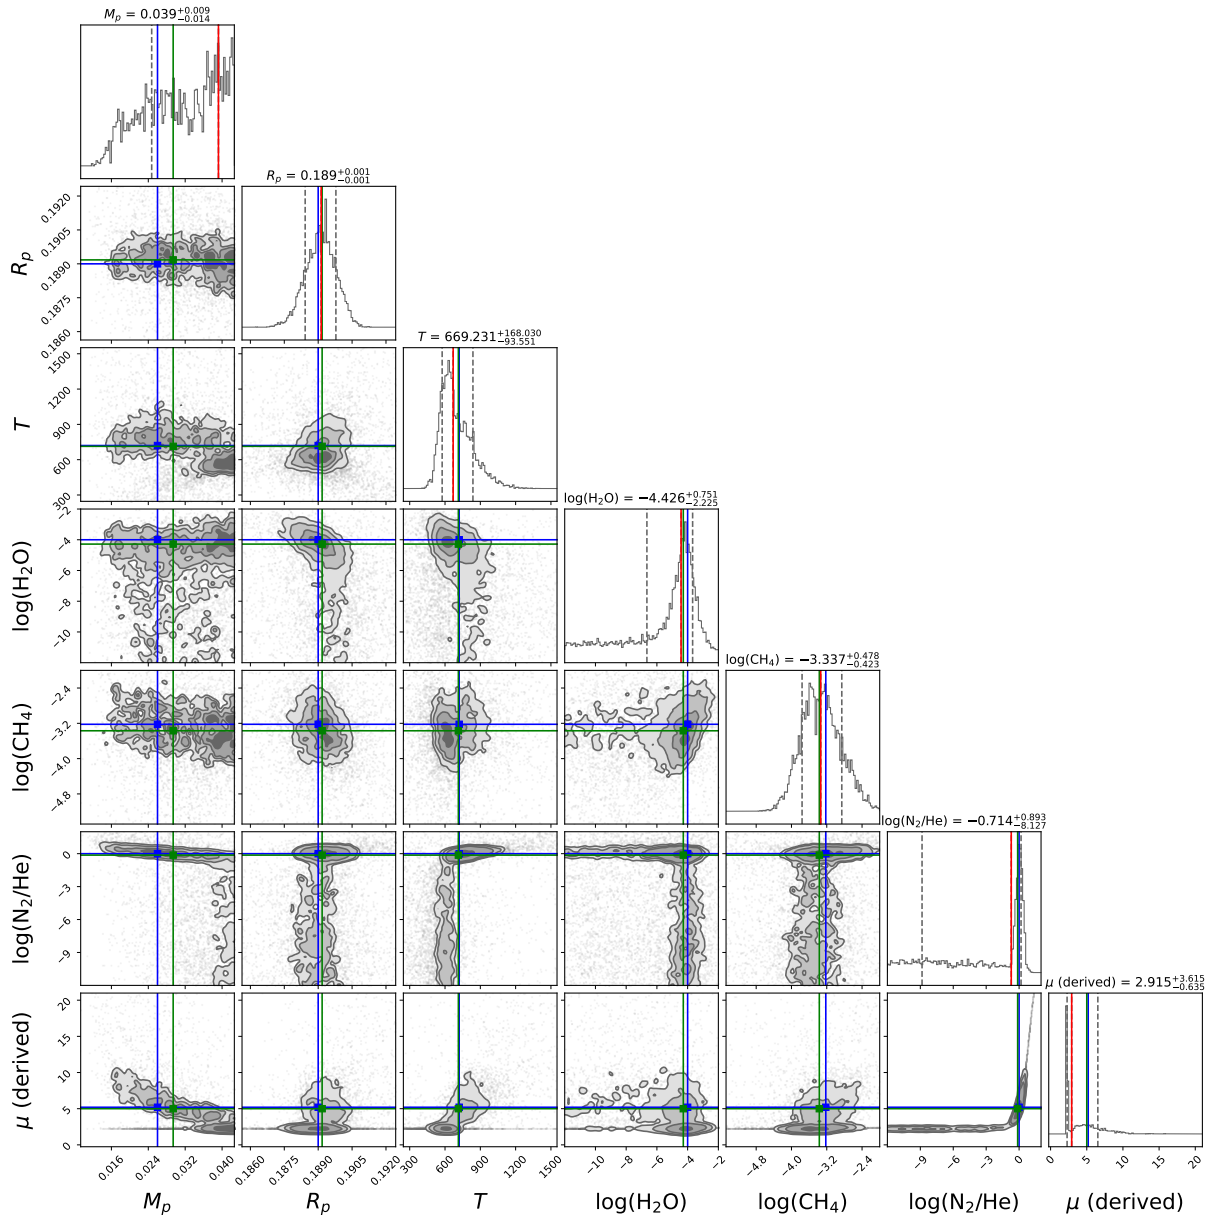 M_p = 0.039^{+0.009}_{-0.014}
R_p = 0.189^{+0.001}_{-0.001}
T = 669.231^{+168.030}_{-93.551}
log(H₂O) = −4.426^{+0.751}_{-2.225}
log(CH₄) = −3.337^{+0.478}_{-0.423}
log(N₂/He) = −0.714^{+0.893}_{-8.127}
μ (derived) = 2.915^{+3.615}_{-0.635}
R_p
0.1920
0.1905
0.1890
0.1875
0.1860
T
1500
1200
900
600
300
log(H₂O)
−2
−4
−6
−8
−10
log(CH₄)
−2.4
−3.2
−4.0
−4.8
log(N₂/He)
0
−3
−6
−9
μ (derived)
20
15
10
5
0
0.016 0.024 0.032 0.040
0.1860 0.1875 0.1890 0.1905 0.1920
300 600 900 1200 1500
−10 −8 −6 −4 −2
−4.8 −4.0 −3.2 −2.4
−9 −6 −3 0
0 5 10 15 20
M_p R_p T log(H₂O) log(CH₄) log(N₂/He) μ (derived)